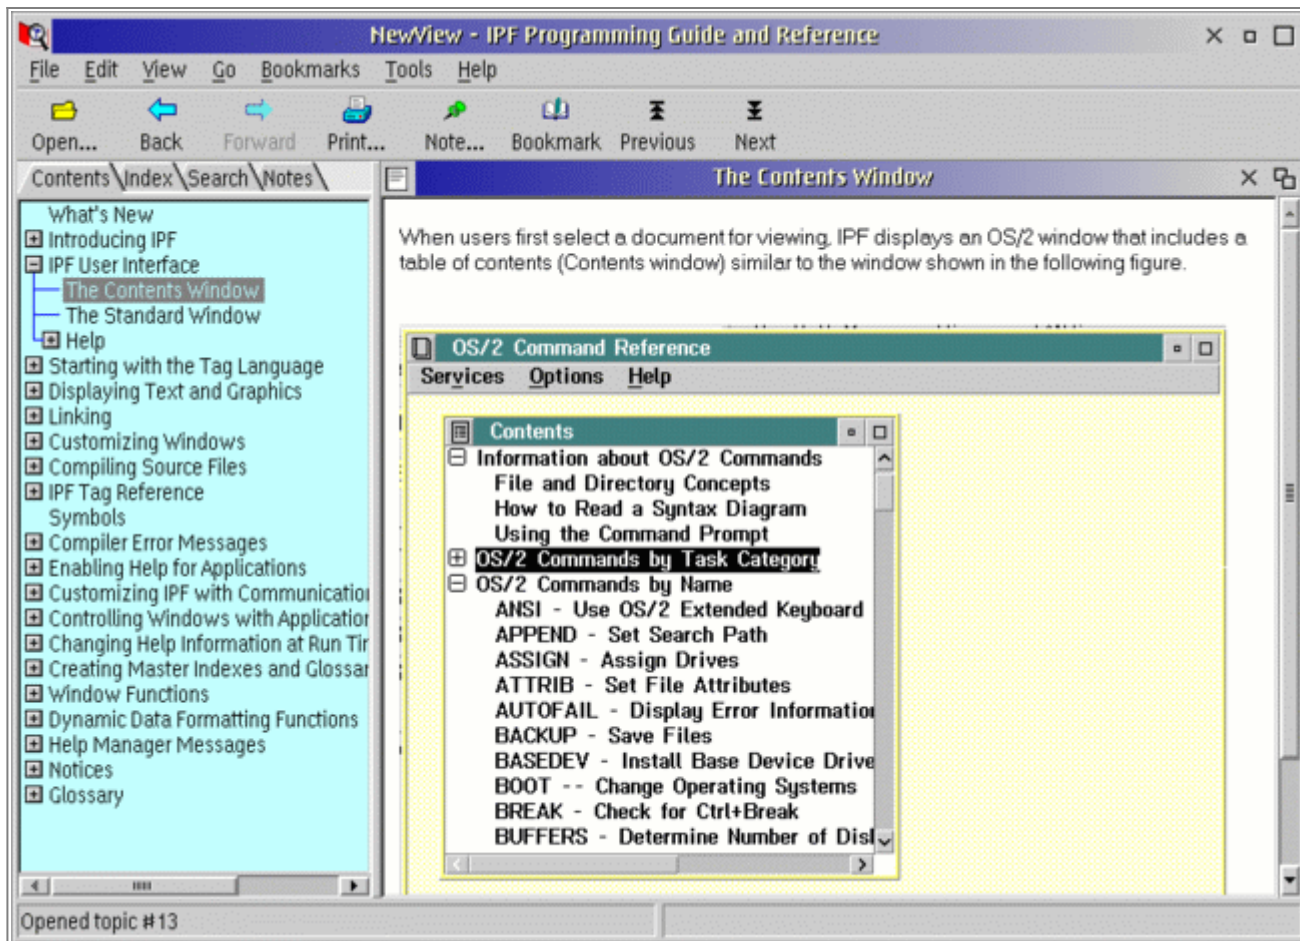 NewView - IPF Programming Guide and Reference
File Edit View Go Bookmarks Tools Help
Open... Back Forward Print... Note... Bookmark Previous Next
Contents Index Search Notes
What's New
Introducing IPF
IPF User Interface
The Contents Window
The Standard Window
Help
Starting with the Tag Language
Displaying Text and Graphics
Linking
Customizing Windows
Compiling Source Files
IPF Tag Reference
Symbols
Compiler Error Messages
Enabling Help for Applications
Customizing IPF with Communication
Controlling Windows with Application
Changing Help Information at Run Tim
Creating Master Indexes and Glossar
Window Functions
Dynamic Data Formatting Functions
Help Manager Messages
Notices
Glossary
The Contents Window
When users first select a document for viewing, IPF displays an OS/2 window that includes a
table of contents (Contents window) similar to the window shown in the following figure.
OS/2 Command Reference
Services Options Help
Contents
Information about OS/2 Commands
File and Directory Concepts
How to Read a Syntax Diagram
Using the Command Prompt
OS/2 Commands by Task Category
OS/2 Commands by Name
ANSI - Use OS/2 Extended Keyboard
APPEND - Set Search Path
ASSIGN - Assign Drives
ATTRIB - Set File Attributes
AUTOFAIL - Display Error Information
BACKUP - Save Files
BASEDEV - Install Base Device Drive
BOOT -- Change Operating Systems
BREAK - Check for Ctrl+Break
BUFFERS - Determine Number of Disk
Opened topic #13